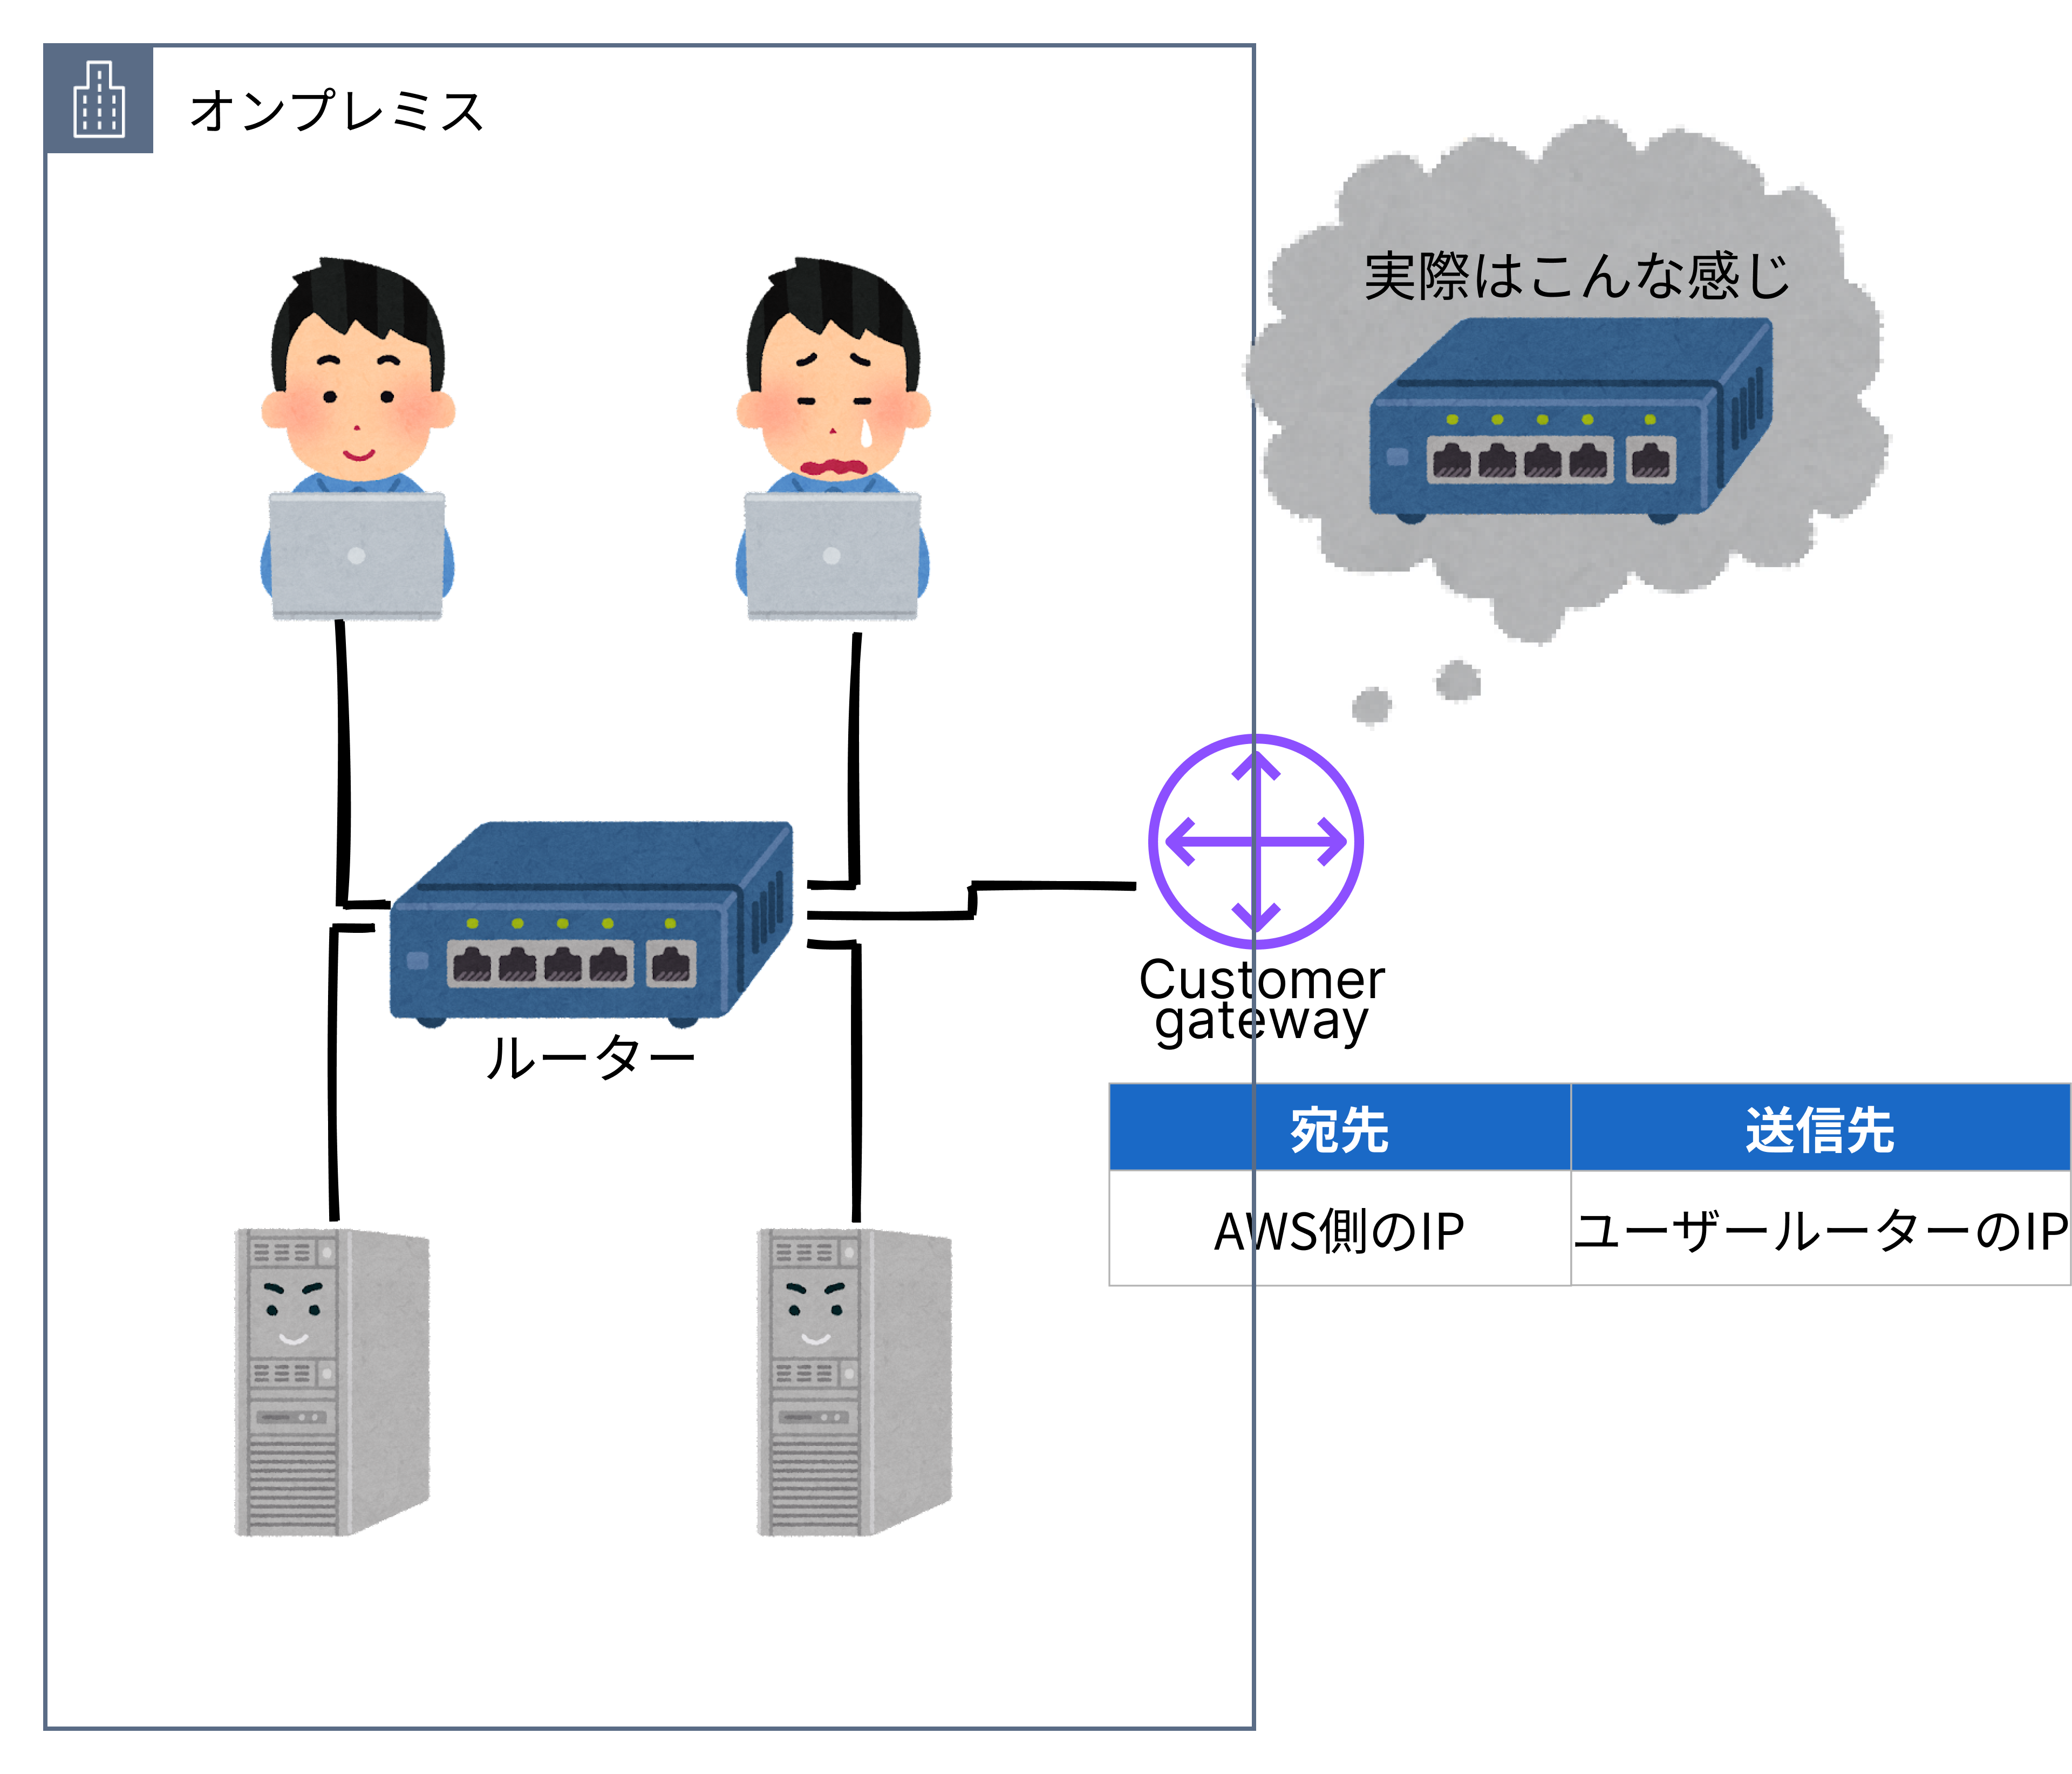 オンプレミス
実際はこんな感じ
Customer
gateway
ルーター
宛先 送信先
AWS側のIP ユーザールーターのIP